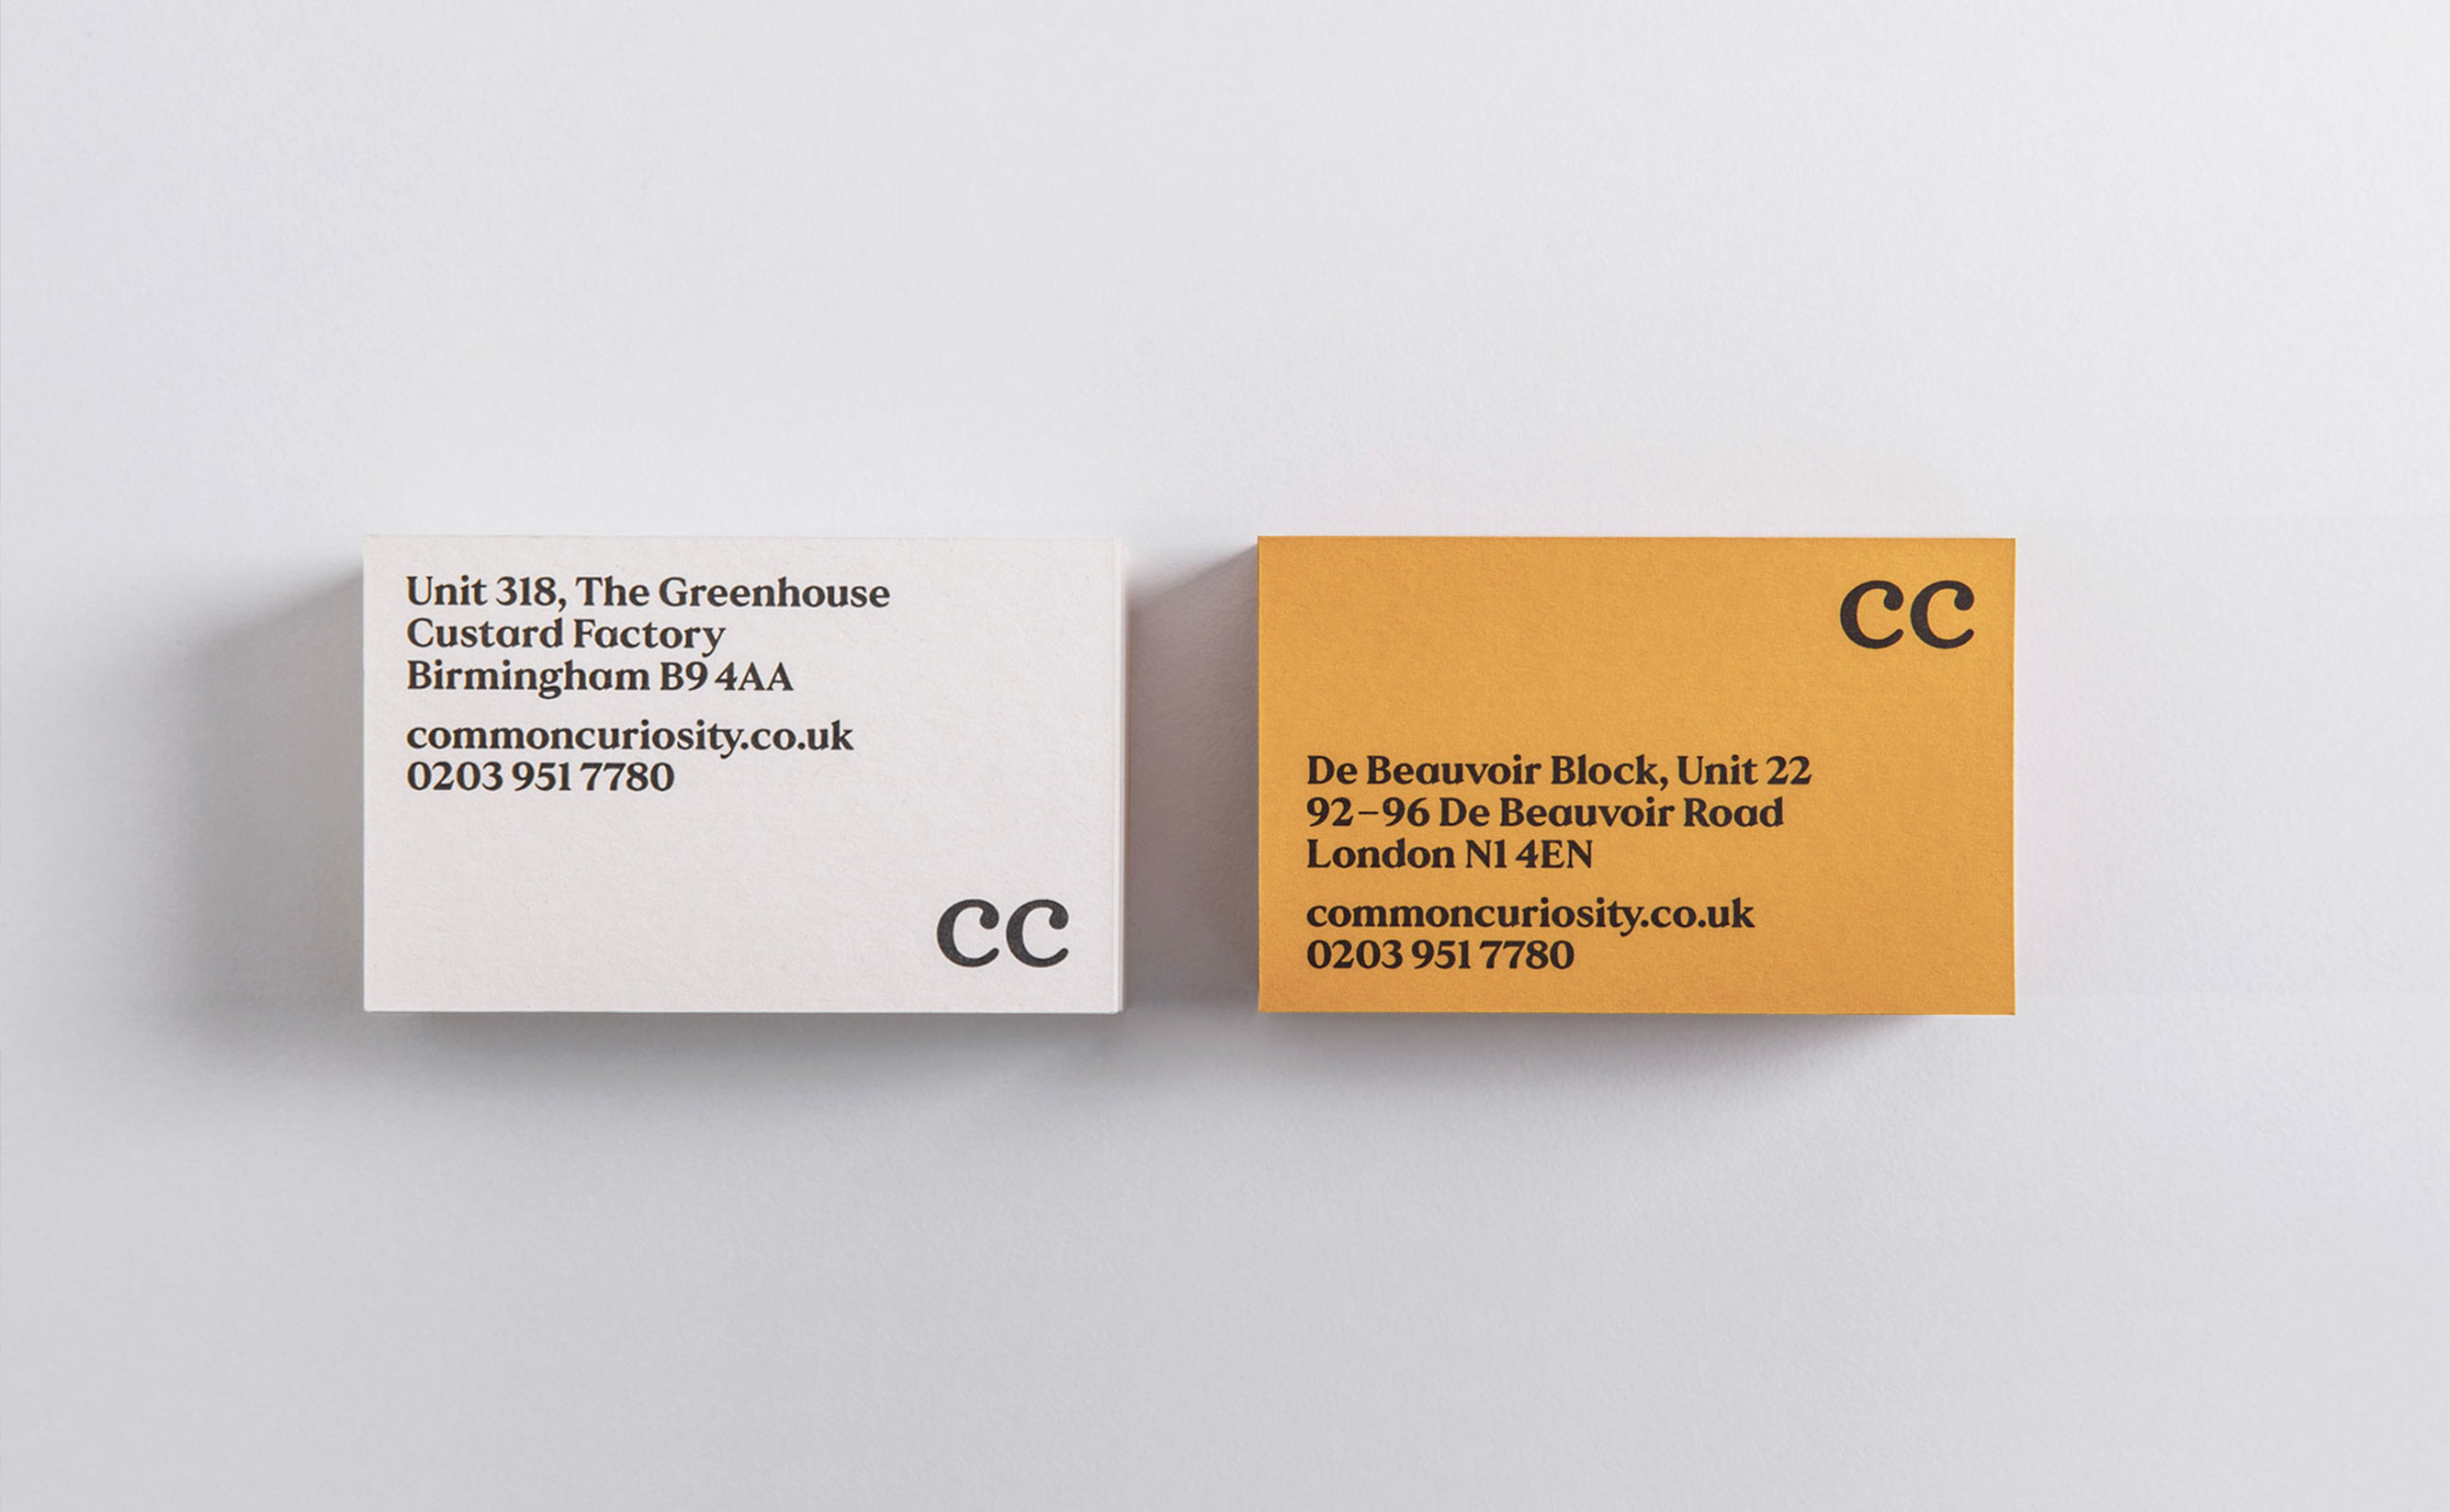 Unit 318, The Greenhouse
Custard Factory
Birmingham B9 4AA
commoncuriosity.co.uk
0203 951 7780
cc
cc
De Beauvoir Block, Unit 22
92–96 De Beauvoir Road
London N1 4EN
commoncuriosity.co.uk
0203 951 7780